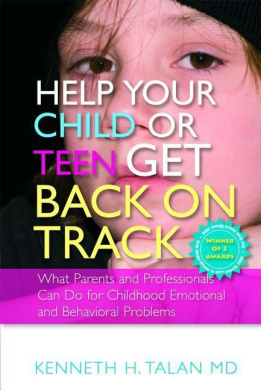 HELP YOUR
CHILD OR
TEEN GET
BACK ON
TRACK
WINNER
OF 2
AWARDS
What Parents and Professionals
Can Do for Childhood Emotional
and Behavioral Problems
KENNETH H. TALAN MD